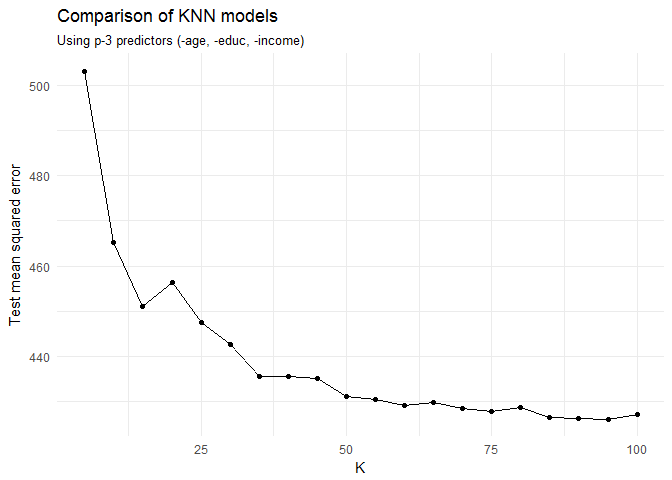 Comparison of KNN models
Using p-3 predictors (-age, -educ, -income)
Test mean squared error
500
480
460
440
25
50
75
100
K